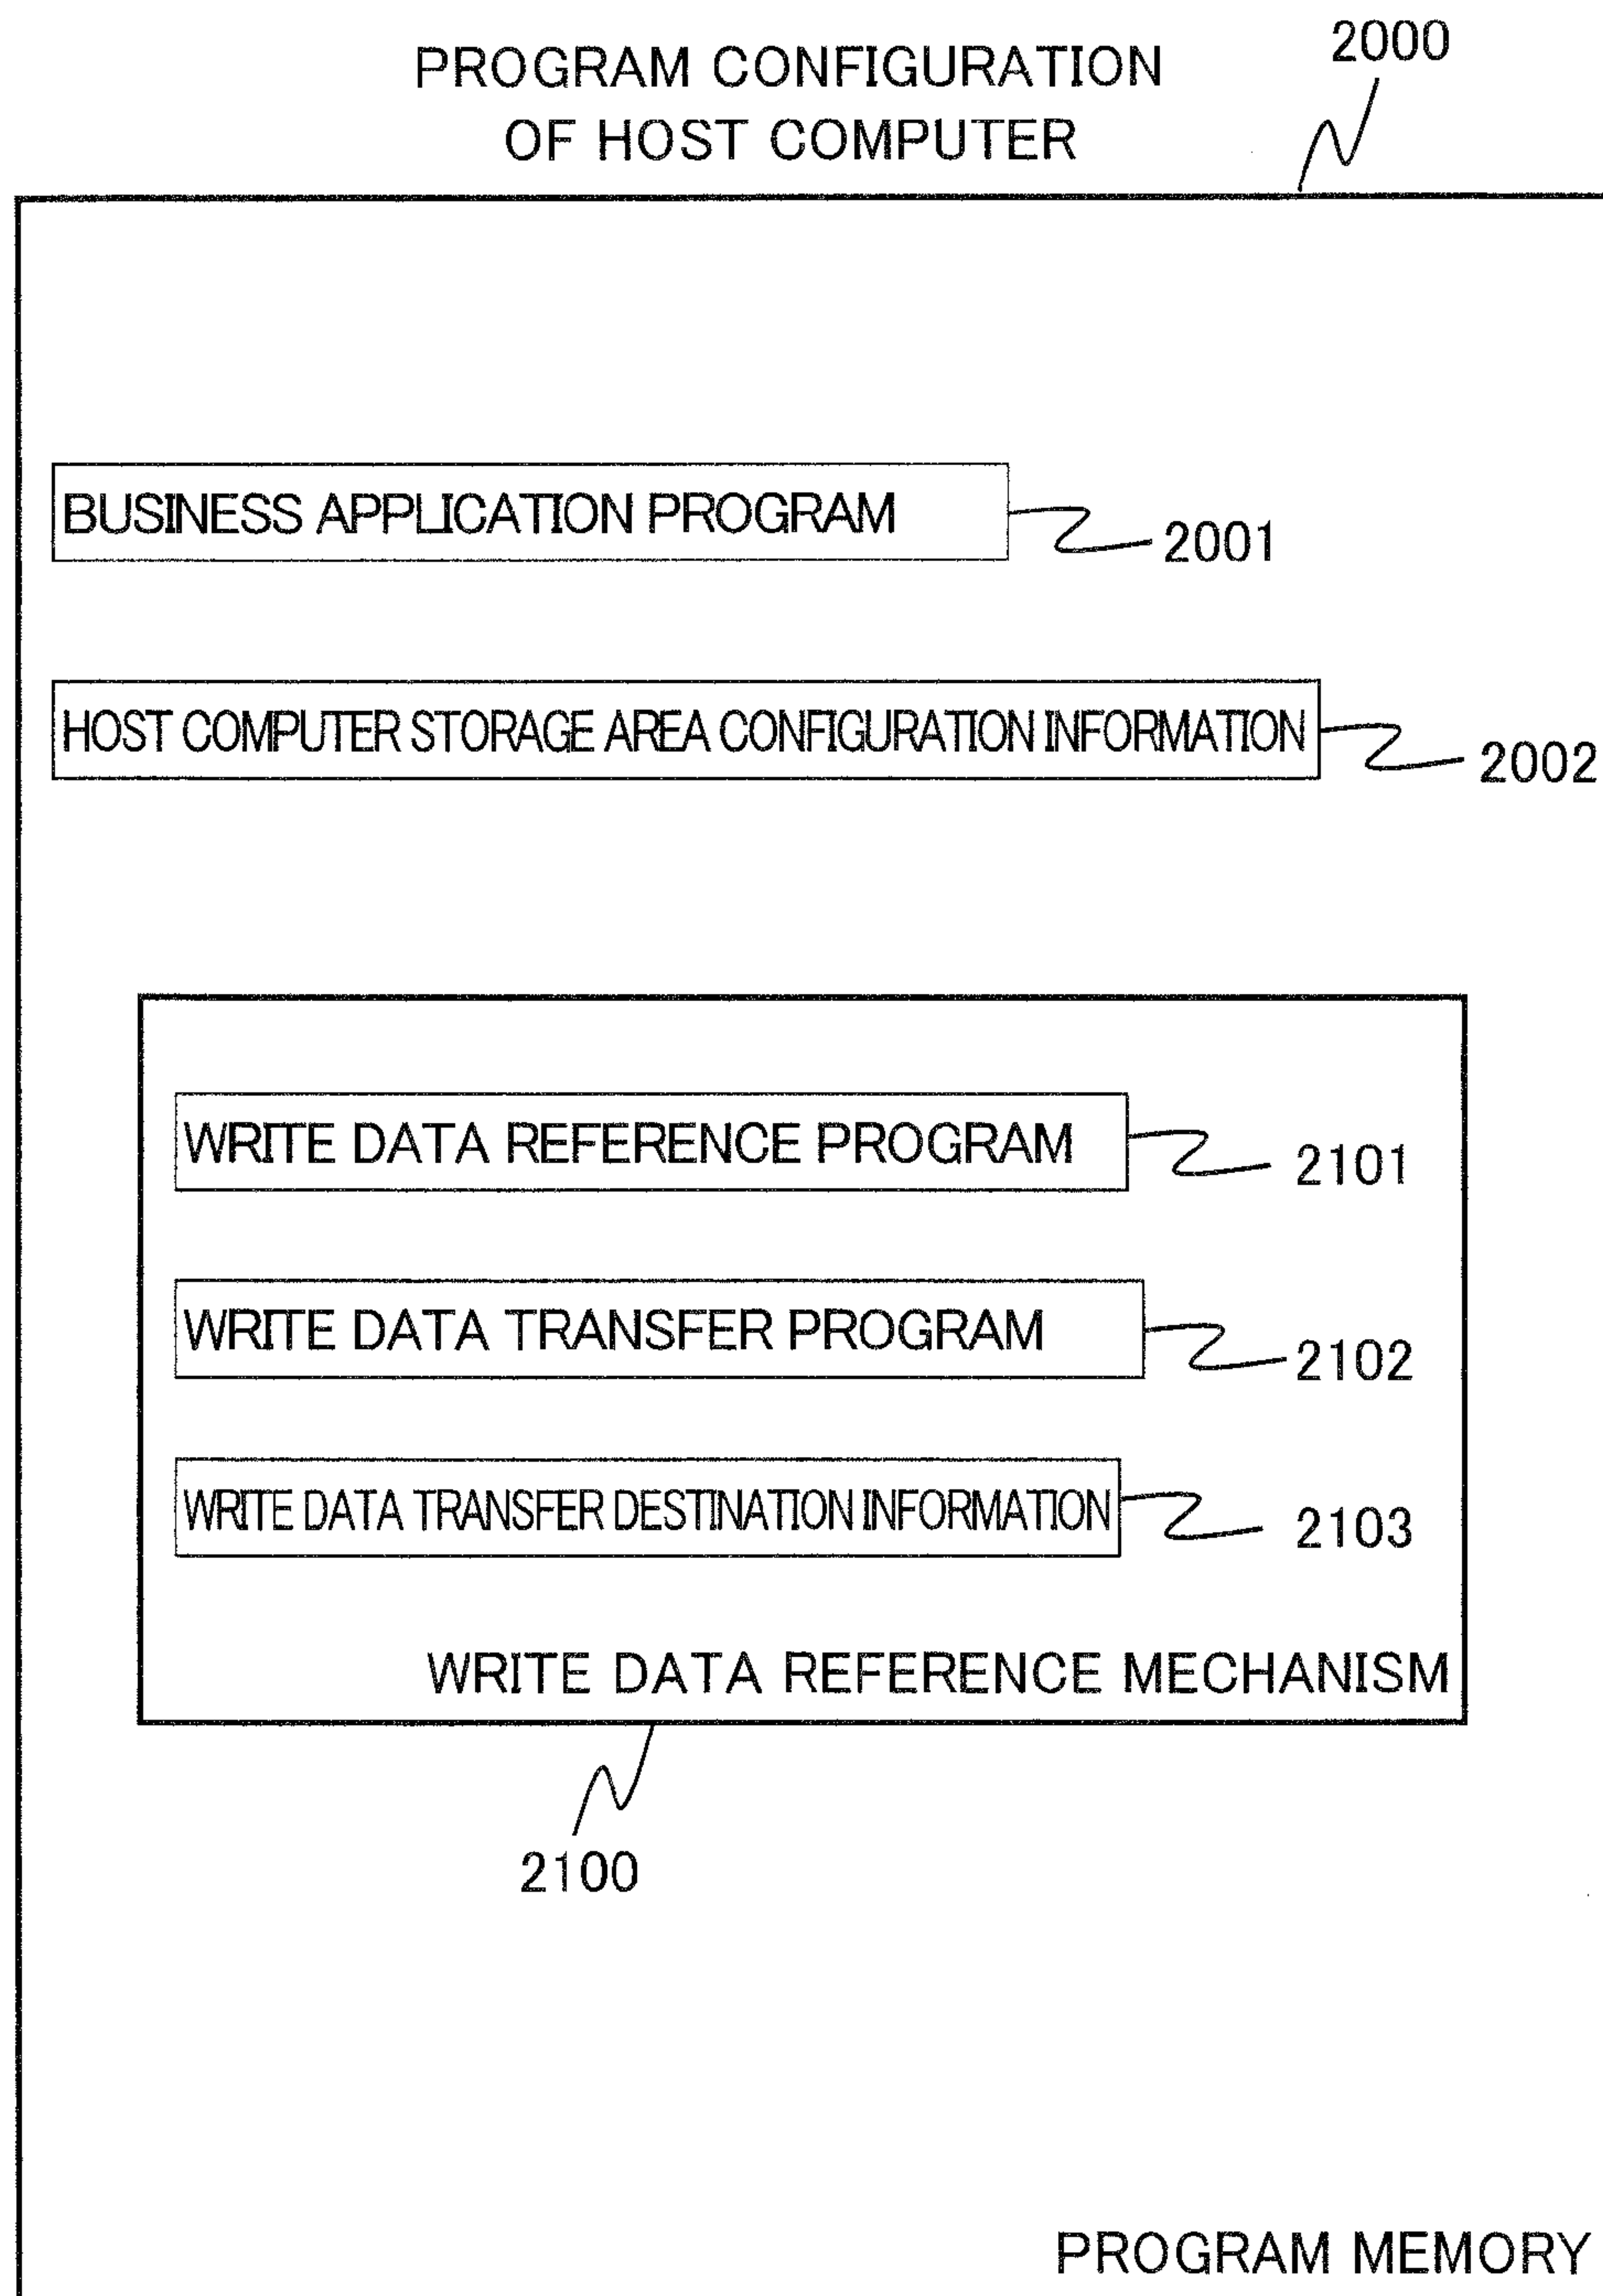 PROGRAM CONFIGURATION
OF HOST COMPUTER
2000
BUSINESS APPLICATION PROGRAM
2001
HOST COMPUTER STORAGE AREA CONFIGURATION INFORMATION
2002
WRITE DATA REFERENCE PROGRAM
2101
WRITE DATA TRANSFER PROGRAM
2102
WRITE DATA TRANSFER DESTINATION INFORMATION
2103
WRITE DATA REFERENCE MECHANISM
2100
PROGRAM MEMORY